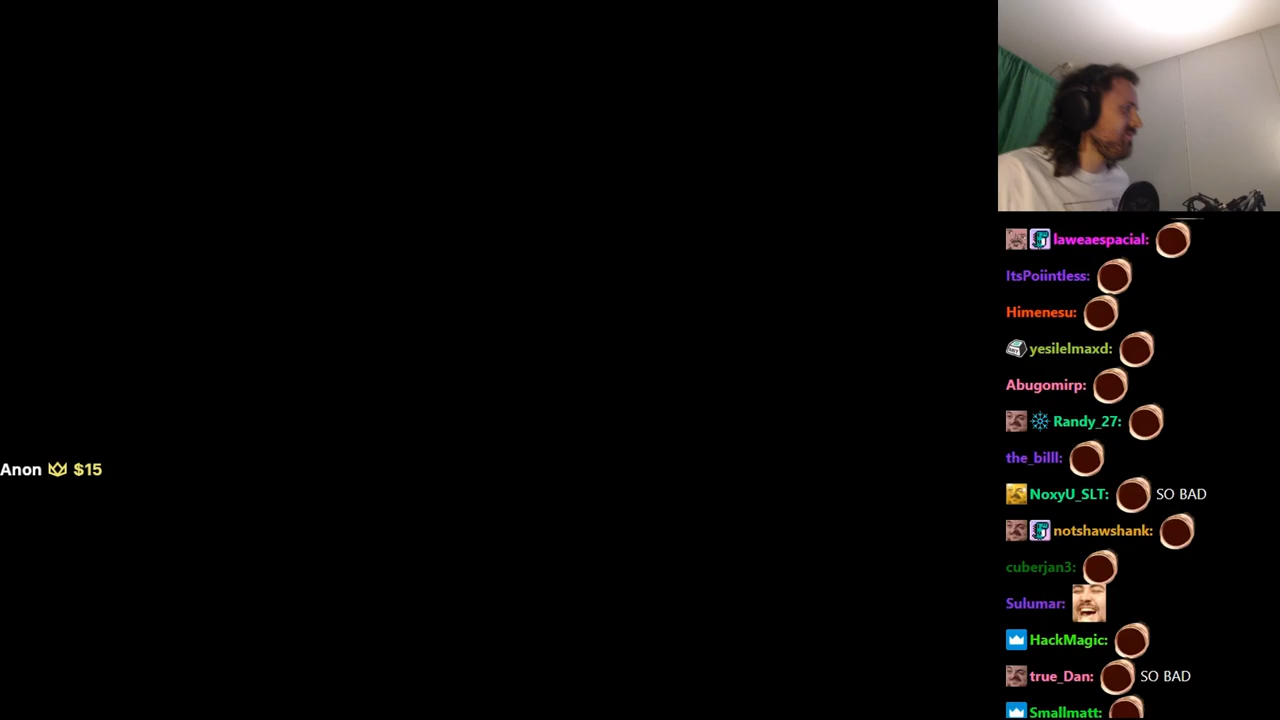 laweaespacial:
ItsPoiintless:
Himenesu:
yesilelmaxd:
Abugomirp:
Randy_27:
the_billl:
Anon $15
NoxyU_SLT: SO BAD
notshawshank:
cuberjan3:
Sulumar:
HackMagic:
true_Dan: SO BAD
Smallmatt: